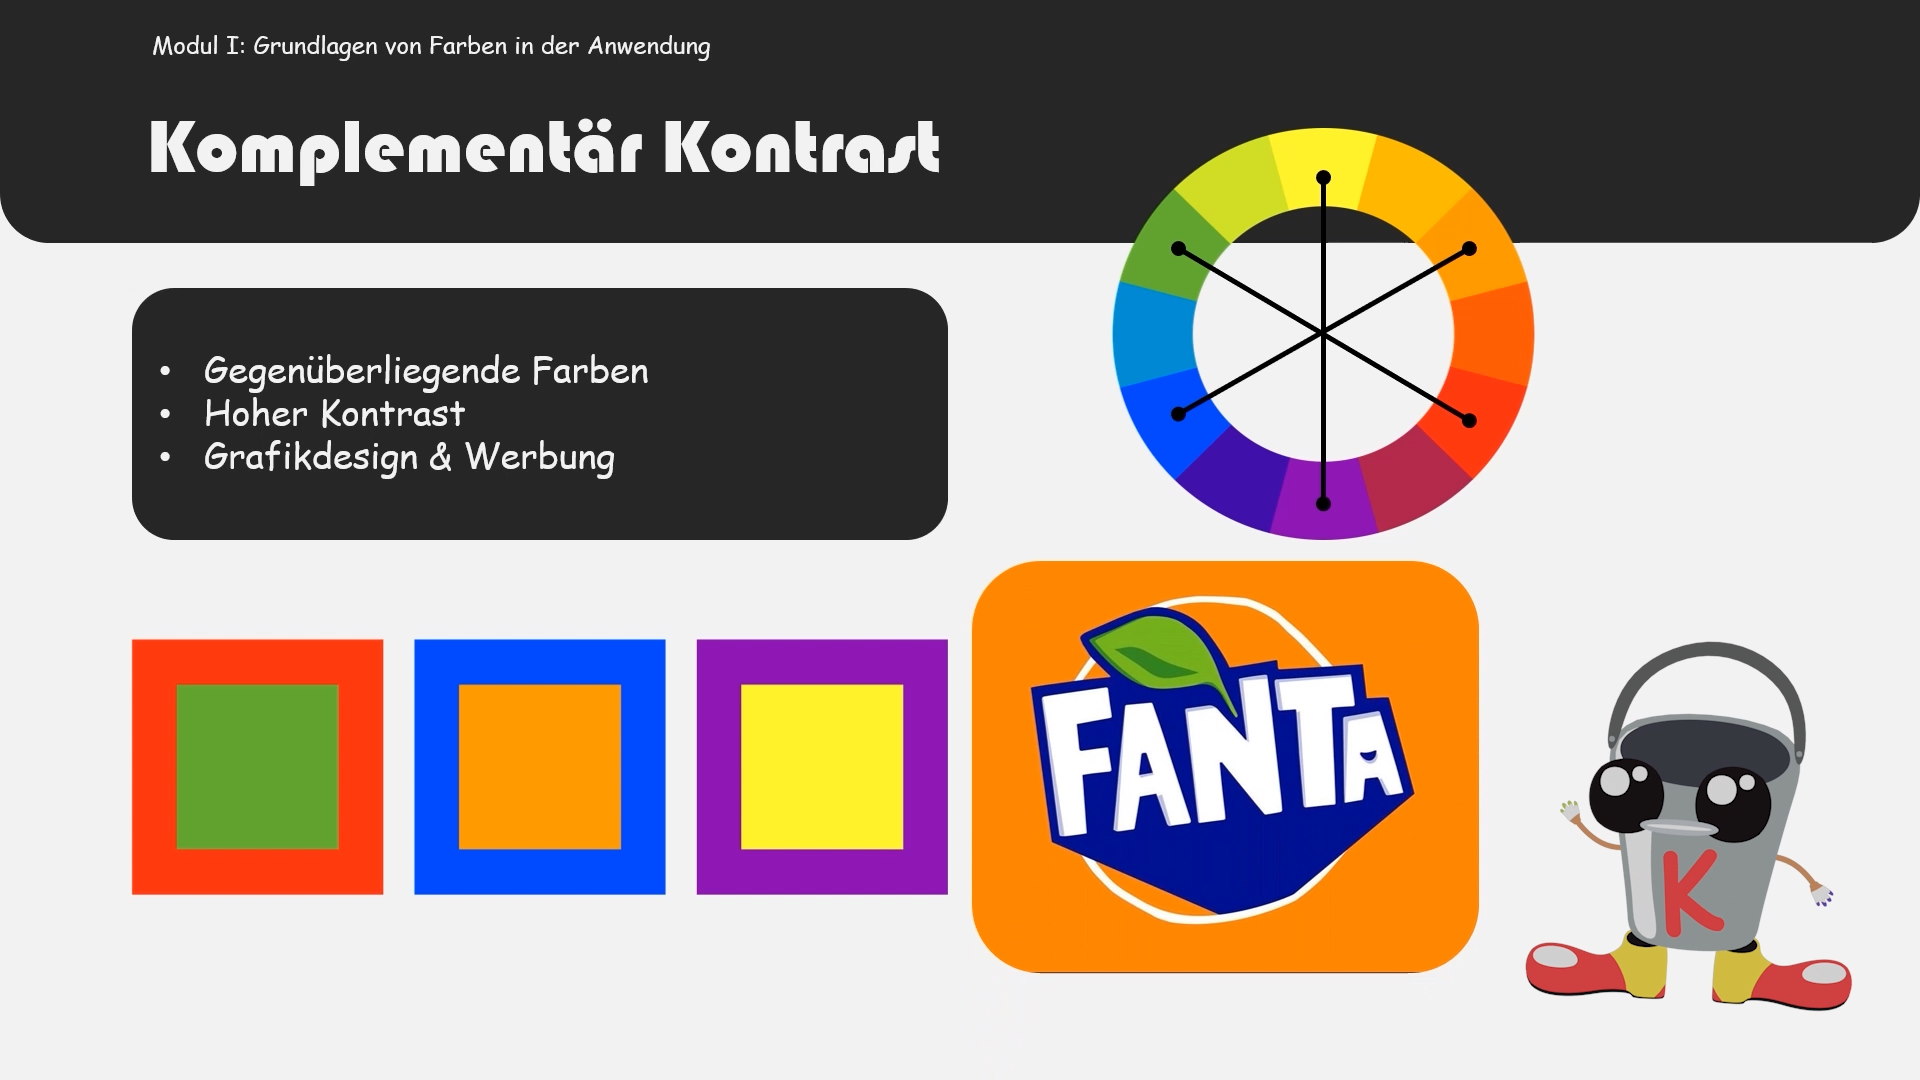 Modul I: Grundlagen von Farben in der Anwendung
Komplementär Kontrast
• Gegenüberliegende Farben
• Hoher Kontrast
• Grafikdesign & Werbung
FANTA
K